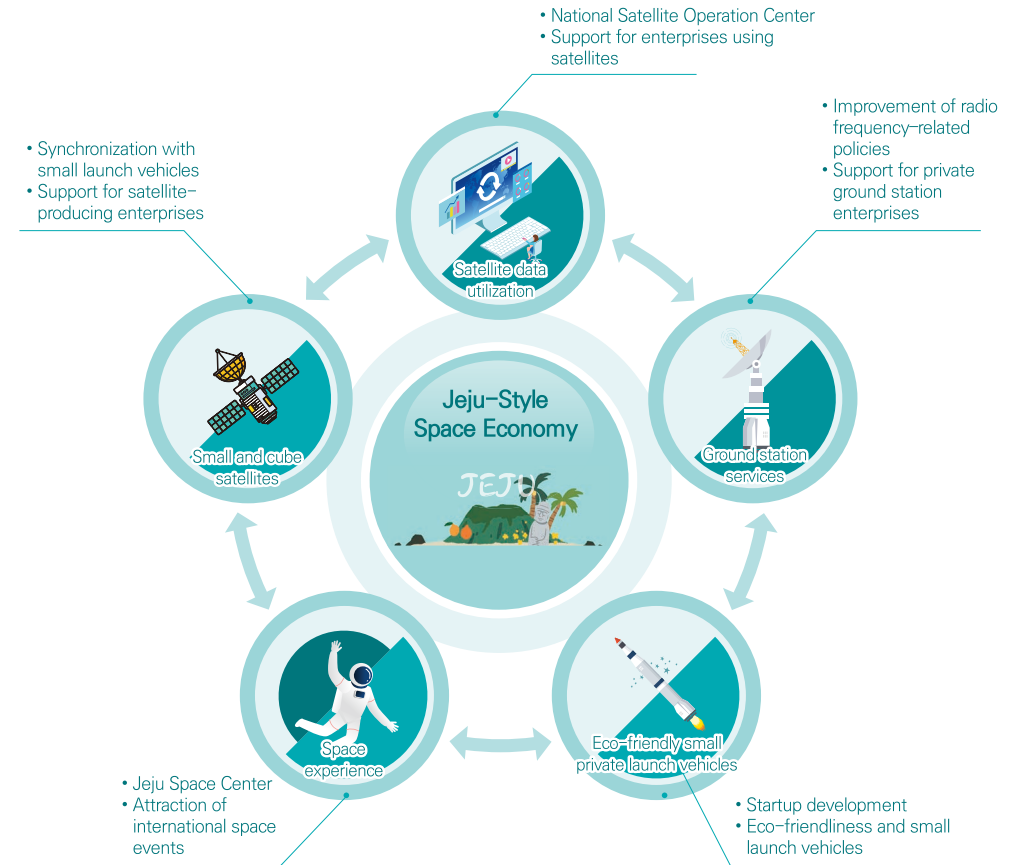 • National Satellite Operation Center
• Support for enterprises using
satellites
• Improvement of radio
frequency-related
policies
• Support for private
ground station
enterprises
• Synchronization with
small launch vehicles
• Support for satellite-
producing enterprises
Satellite data
utilization
Small and cube
satellites
Ground station
services
Jeju-Style
Space Economy
JEJU
Space
experience
Eco-friendly small
private launch vehicles
• Jeju Space Center
• Attraction of
international space
events
• Startup development
• Eco-friendliness and small
launch vehicles